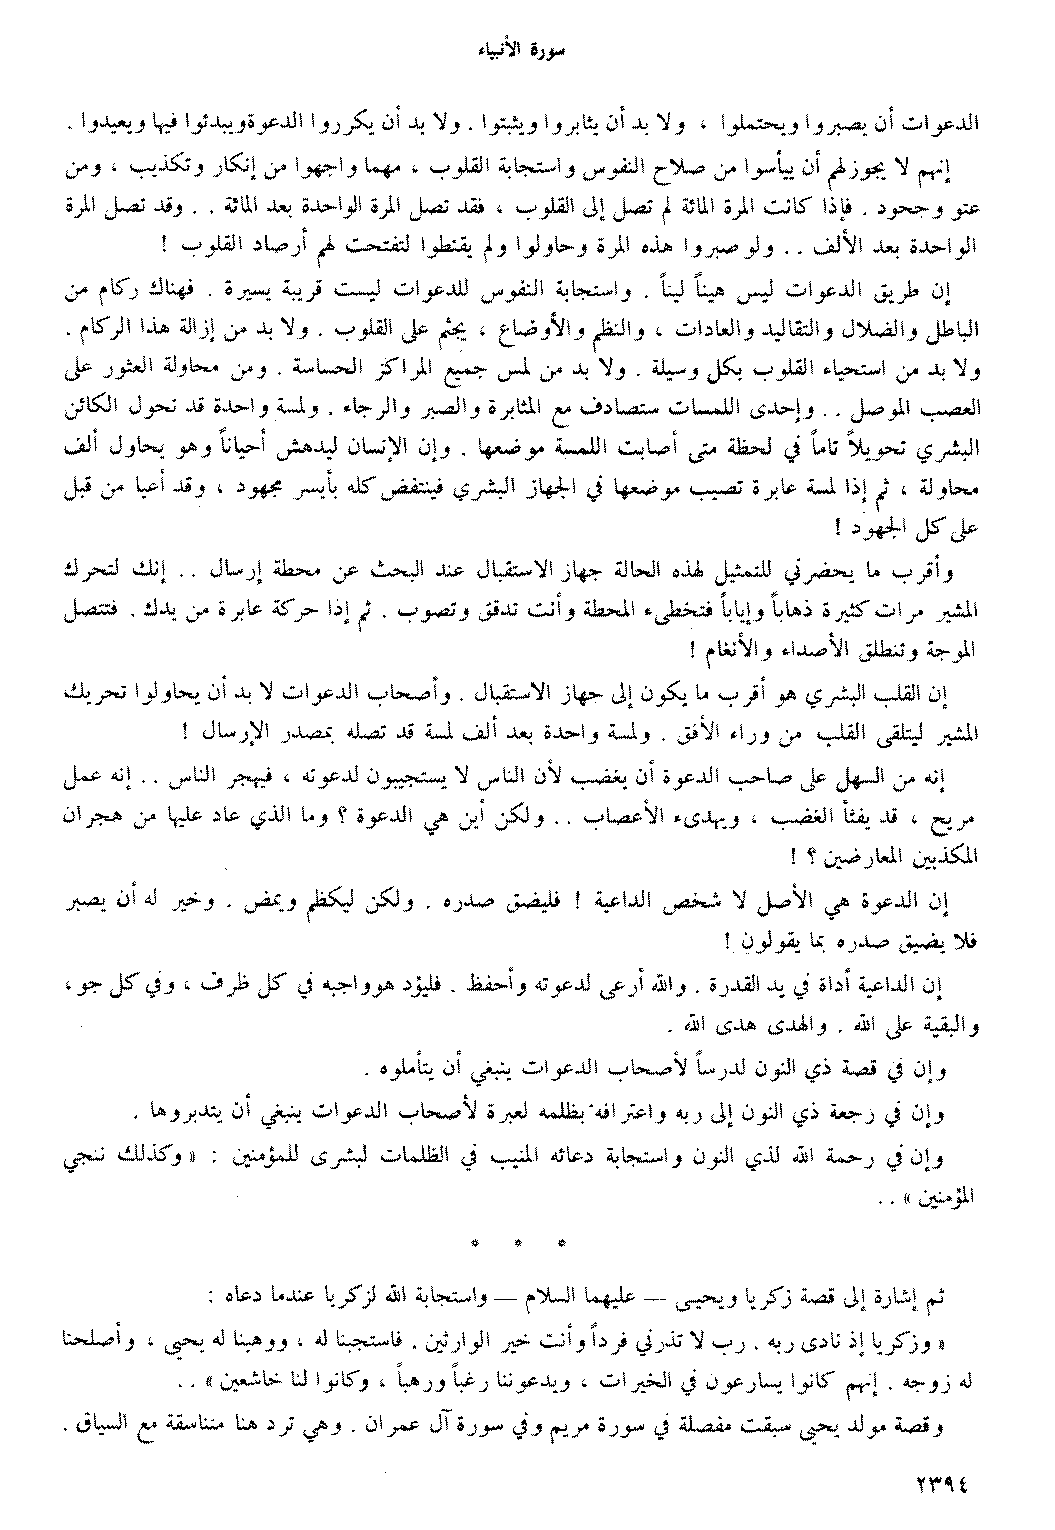 سورة الأنبياء
الدعوات أن يصبروا ويحتملوا ، ولا بد أن يثابروا ويثبتوا . ولا بد أن يكرروا الدعوة ويبدئوا فيها ويعيدوا .
إنهم لا يجوز لهم أن ييأسوا من صلاح النفوس واستجابة القلوب ، مهما واجهوا من إنكار وتكذيب ، ومن
عتو وجحود . فإذا كانت المرة المائة لم تصل إلى القلوب ، فقد تصل المرة الواحدة بعد المائة . . وقد تصل المرة
الواحدة بعد الألف . . ولو صبروا هذه المرة وحاولوا ولم يقنطوا لتفتحت لهم أرصاد القلوب !
إن طريق الدعوات ليس هيناً ليناً . واستجابة النفوس للدعوات ليست قريبة يسيرة . فهناك ركام من
الباطل والضلال والتقاليد والعادات ، والنظم والأوضاع ، يجثم على القلوب . ولا بد من إزالة هذا الركام .
ولا بد من استحياء القلوب بكل وسيلة . ولا بد من لمس جميع المراكز الحساسة . ومن محاولة العثور على
العصب الموصل . . وإحدى اللمسات ستصادف مع المثابرة والصبر والرجاء . ولمسة واحدة قد تحول الكائن
البشري تحويلاً تاماً في لحظة متى أصابت اللمسة موضعها . وإن الإنسان ليدهش أحياناً وهو يحاول ألف
محاولة ، ثم إذا لمسة عابرة تصيب موضعها في الجهاز البشري فينتفض كله بأيسر مجهود ، وقد أعيا من قبل
على كل الجهود !
وأقرب ما يحضرني للتمثيل لهذه الحالة جهاز الاستقبال عند البحث عن محطة إرسال . . إنك لتحرك
المشير مرات كثيرة ذهاباً وإياباً فتخطىء المحطة وأنت تدقق وتصوب . ثم إذا حركة عابرة من يدك . فتتصل
الموجة وتنطلق الأصداء والأنغام !
إن القلب البشري هو أقرب ما يكون إلى جهاز الاستقبال . وأصحاب الدعوات لا بد أن يحاولوا تحريك
المشير ليتلقى القلب من وراء الأفق . ولمسة واحدة بعد ألف لمسة قد تصله بمصدر الإرسال !
إنه من السهل على صاحب الدعوة أن يغضب لأن الناس لا يستجيبون لدعوته ، فيهجر الناس . . إنه عمل
مريح ، قد يفثأ الغضب ، ويهدىء الأعصاب . . ولكن أين هي الدعوة ؟ وما الذي عاد عليها من هجران
المكذبين المعارضين ؟ !
إن الدعوة هي الأصل لا شخص الداعية ! فليضق صدره . ولكن ليكظم ويمض . وخير له أن يصبر
فلا يضيق صدره بما يقولون !
إن الداعية أداة في يد القدرة . والله أرعى لدعوته وأحفظ . فليؤد هو واجبه في كل ظرف ، وفي كل جو ،
والبقية على الله . والهدى هدى الله .
وإن في قصة ذي النون لدرساً لأصحاب الدعوات ينبغي أن يتأملوه .
وإن في رجعة ذي النون إلى ربه واعترافه بظلمه لعبرة لأصحاب الدعوات ينبغي أن يتدبروها .
وإن في رحمة الله لذي النون واستجابة دعائه المنيب في الظلمات لبشرى للمؤمنين : « وكذلك ننجي
المؤمنين » . .
* * *
ثم إشارة إلى قصة زكريا ويحيى — عليهما السلام — واستجابة الله لزكريا عندما دعاه :
« وزكريا إذ نادى ربه . رب لا تذرني فرداً وأنت خير الوارثين . فاستجبنا له ، ووهبنا له يحيى ، وأصلحنا
له زوجه . إنهم كانوا يسارعون في الخيرات ، ويدعوننا رغباً ورهباً ، وكانوا لنا خاشعين » . .
وقصة مولد يحيى سبقت مفصلة في سورة مريم وفي سورة آل عمران . وهي ترد هنا متناسقة مع السياق .
٢٣٩٤